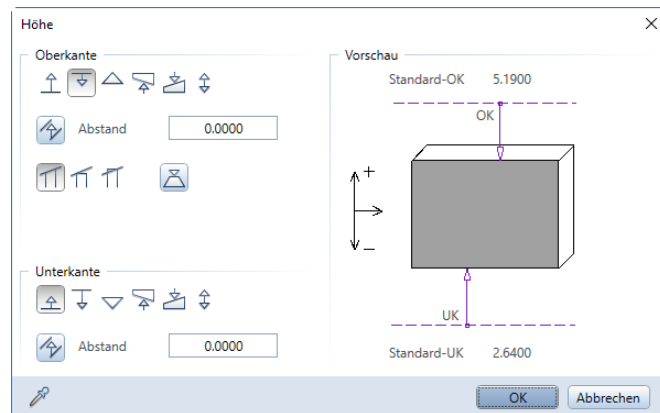 Höhe
Oberkante
Abstand 0.0000
Unterkante
Abstand 0.0000
Vorschau
Standard-OK 5.1900
OK
+
−
UK
Standard-UK 2.6400
OK Abbrechen